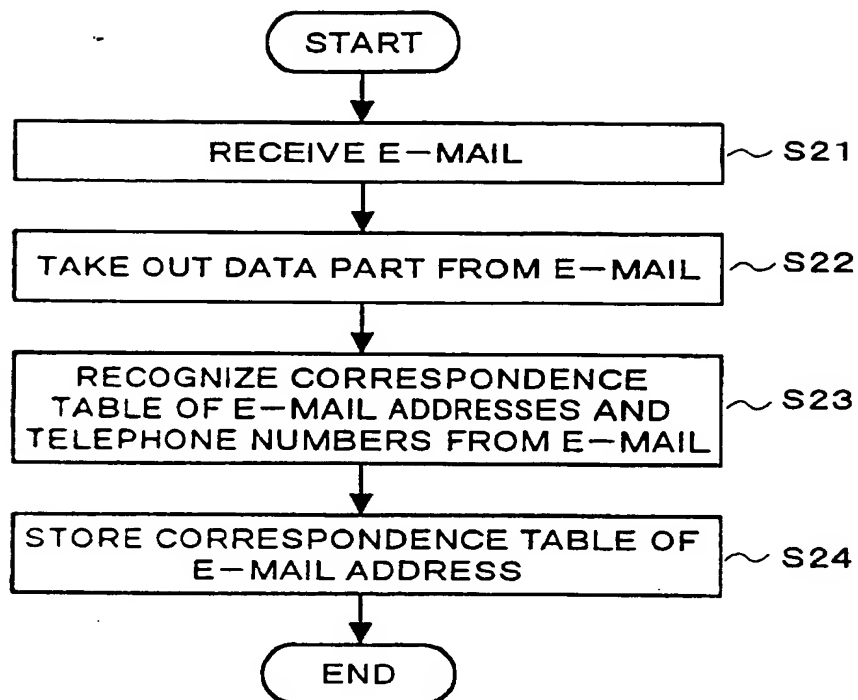 START
RECEIVE E-MAIL
S21
TAKE OUT DATA PART FROM E-MAIL
S22
RECOGNIZE CORRESPONDENCE
TABLE OF E-MAIL ADDRESSES AND
TELEPHONE NUMBERS FROM E-MAIL
S23
STORE CORRESPONDENCE TABLE OF
E-MAIL ADDRESS
S24
END